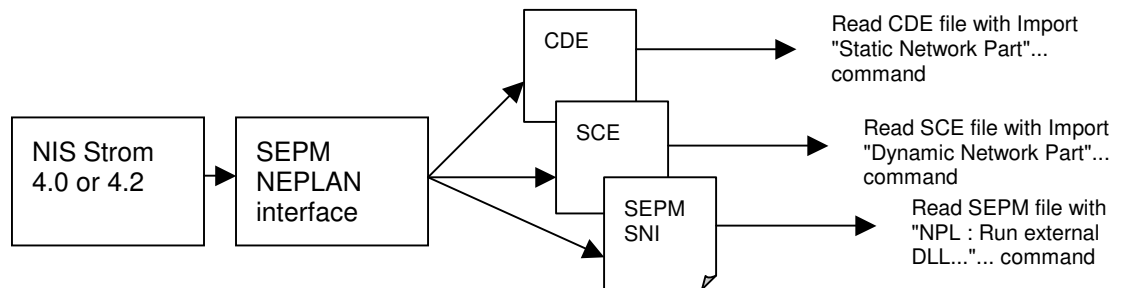 NIS Strom
4.0 or 4.2
SEPM
NEPLAN
interface
CDE
Read CDE file with Import
"Static Network Part"...
command
SCE
Read SCE file with Import
"Dynamic Network Part"...
command
SEPM
SNI
Read SEPM file with
"NPL : Run external
DLL..."... command